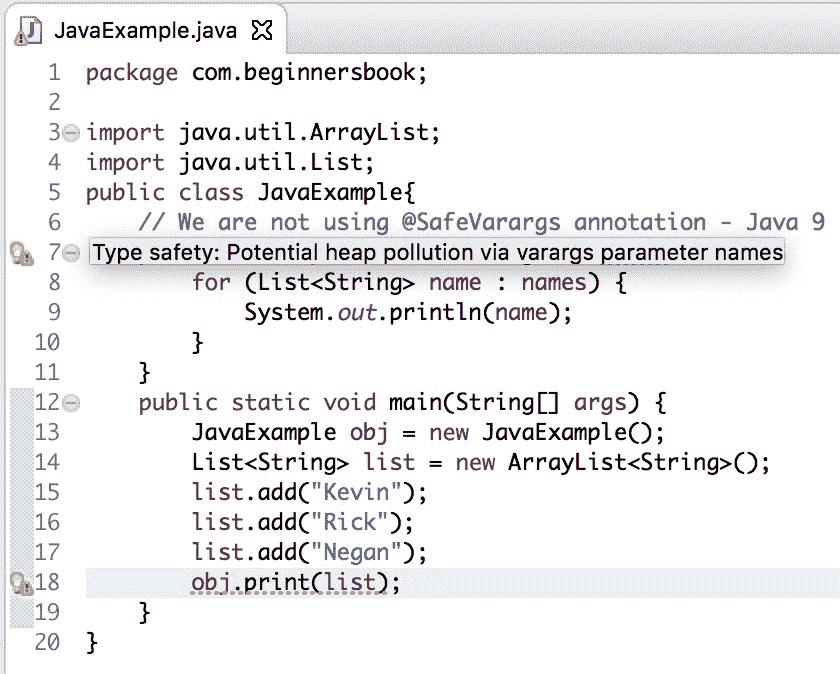 JavaExample.java
1 package com.beginnersbook;
2
3 import java.util.ArrayList;
4 import java.util.List;
5 public class JavaExample{
6     // We are not using @SafeVarargs annotation - Java 9
7 Type safety: Potential heap pollution via varargs parameter names
8         for (List<String> name : names) {
9             System.out.println(name);
10         }
11     }
12     public static void main(String[] args) {
13         JavaExample obj = new JavaExample();
14         List<String> list = new ArrayList<String>();
15         list.add("Kevin");
16         list.add("Rick");
17         list.add("Negan");
18         obj.print(list);
19     }
20 }